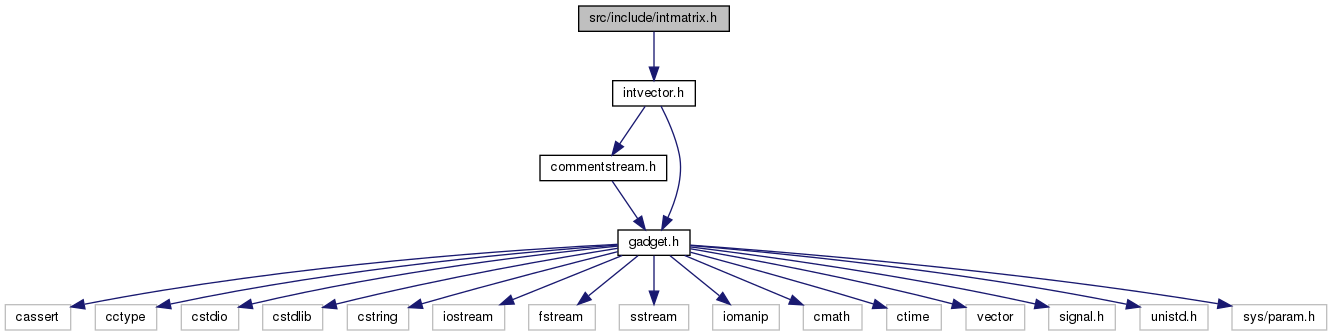 src/include/intmatrix.h
intvector.h
commentstream.h
gadget.h
cassert cctype cstdio cstdlib cstring iostream fstream sstream iomanip cmath ctime vector signal.h unistd.h sys/param.h